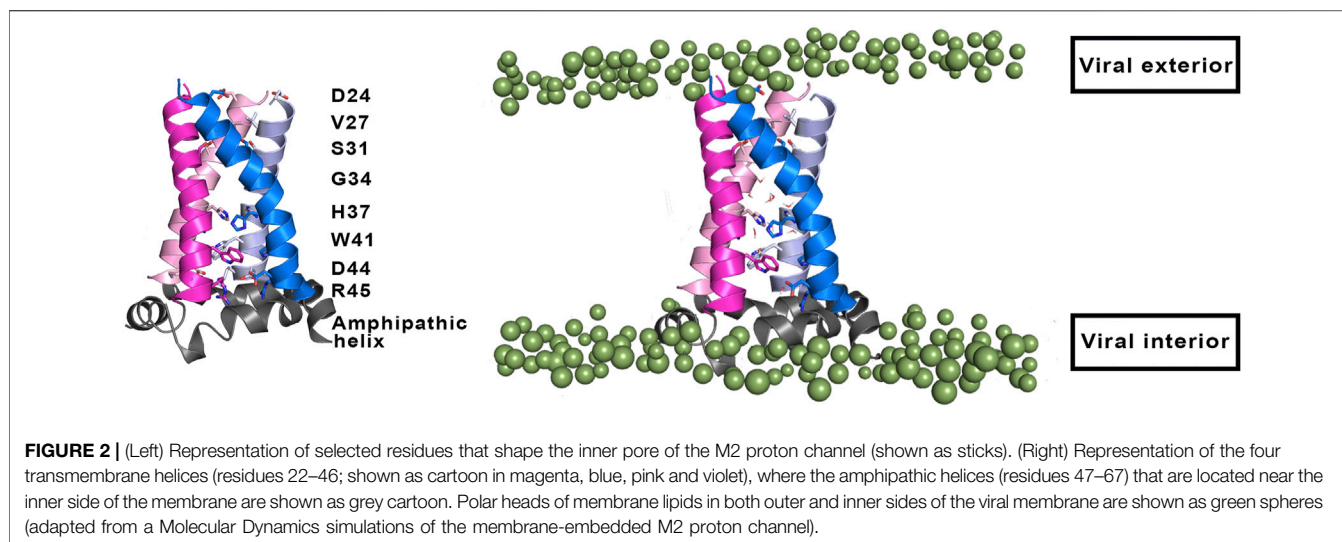 D24
V27
S31
G34
H37
W41
D44
R45
Amphipathic
helix
Viral exterior
Viral interior
FIGURE 2 | (Left) Representation of selected residues that shape the inner pore of the M2 proton channel (shown as sticks). (Right) Representation of the four
transmembrane helices (residues 22–46; shown as cartoon in magenta, blue, pink and violet), where the amphipathic helices (residues 47–67) that are located near the
inner side of the membrane are shown as grey cartoon. Polar heads of membrane lipids in both outer and inner sides of the viral membrane are shown as green spheres
(adapted from a Molecular Dynamics simulations of the membrane-embedded M2 proton channel).